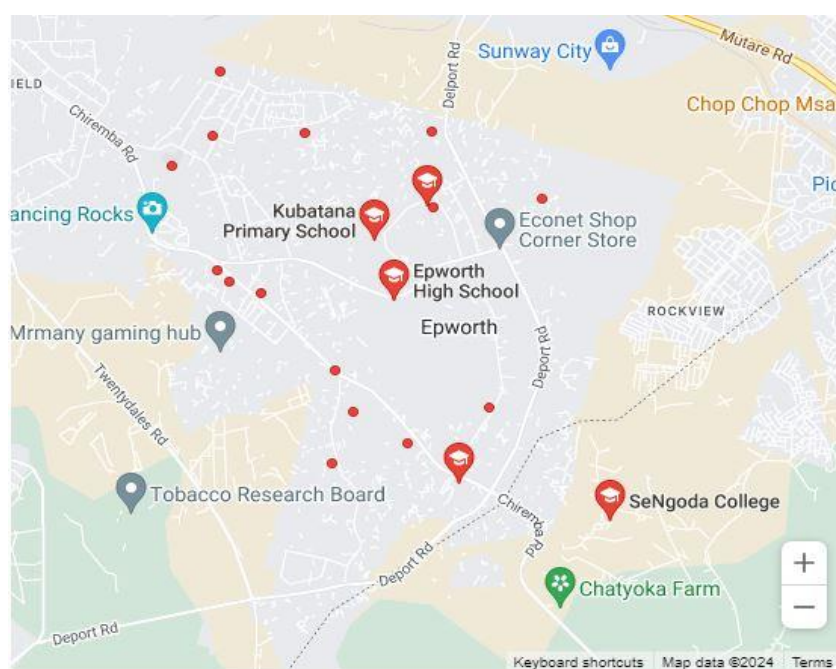 Delport Rd
Mutare Rd
Sunway City
IELD
Chiremba Rd
Chop Chop Msa
Pic
ancing Rocks
Kubatana
Primary School
Econet Shop
Corner Store
Epworth
High School
Epworth
ROCKVIEW
Mrmany gaming hub
Deport Rd
Twentydales Rd
Tobacco Research Board
SeNgoda College
Chiremba Rd
Deport Rd
Chatyoka Farm
Deport Rd
+
−
Keyboard shortcuts
Map data ©2024
Terms